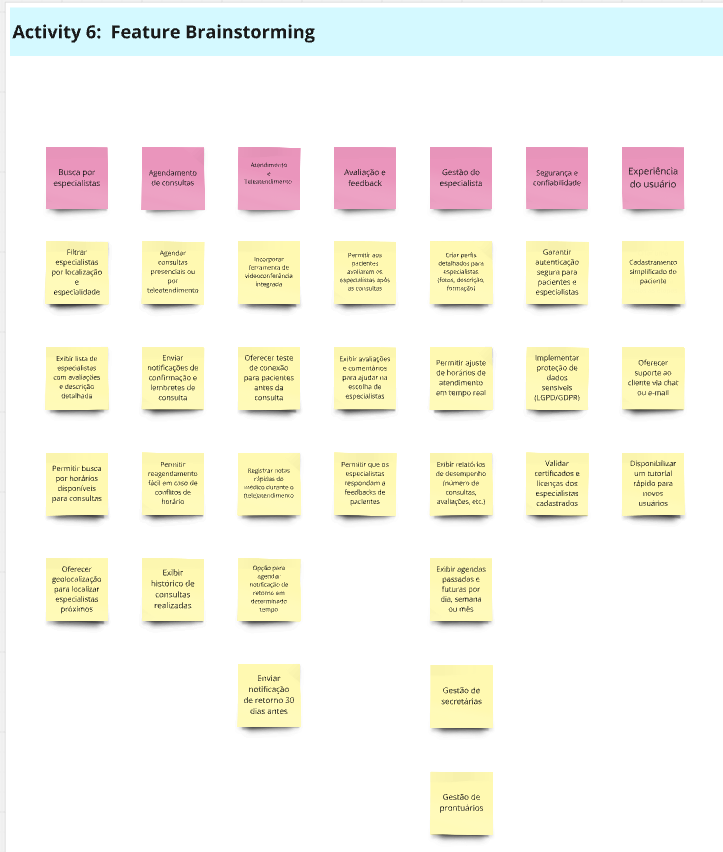 Activity 6: Feature Brainstorming
Busca por
especialistas
Agendamento
de consultas
Atendimento
e
Teleatendimento
Avaliação e
feedback
Gestão do
especialista
Segurança e
confiabilidade
Experiência
do usuário
Filtrar
especialistas
por localização
e
especialidade
Agendar
consultas
presenciais ou
por
teleatendimento
Incorporar
ferramenta de
videoconferência
integrada
Permitir aos
pacientes
avaliarem os
especialistas após
as consultas
Criar perfis
detalhados para
especialistas
(fotos, descrição,
formação)
Garantir
autenticação
segura para
pacientes e
especialistas
Cadastramento
simplificado do
paciente
Exibir lista de
especialistas
com avaliações
e descrição
detalhada
Enviar
notificações de
confirmação e
lembretes de
consulta
Oferecer teste
de conexão
para pacientes
antes da
consulta
Exibir avaliações
e comentários
para ajudar na
escolha de
especialistas
Permitir ajuste
de horários de
atendimento
em tempo real
Implementar
proteção de
dados
sensíveis
(LGPD/GDPR)
Oferecer
suporte ao
cliente via chat
ou e-mail
Permitir busca
por horários
disponíveis
para consultas
Permitir
reagendamento
fácil em caso de
conflitos de
horário
Registrar notas
rápidas do
médico durante o
(tele)atendimento
Permitir que os
especialistas
respondam a
feedbacks de
pacientes
Exibir relatórios
de desempenho
(número de
consultas,
avaliações, etc.)
Validar
certificados e
licenças dos
especialistas
cadastrados
Disponibilizar
um tutorial
rápido para
novos
usuários
Oferecer
geolocalização
para localizar
especialistas
próximos
Exibir
histórico de
consultas
realizadas
Opção para
agendar
notificação de
retorno em
determinado
tempo
Exibir agendas
passadas e
futuras por
dia, semana
ou mês
Enviar
notificação
de retorno 30
dias antes
Gestão de
secretárias
Gestão de
prontuários